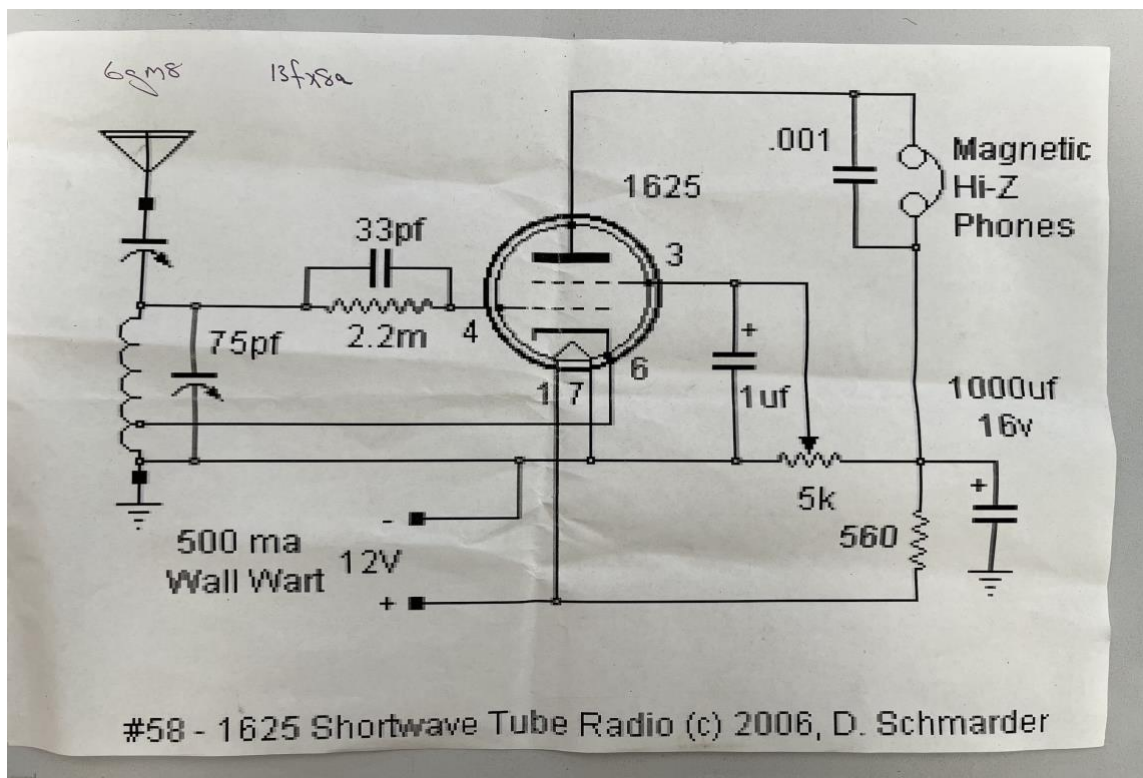 6gm8 13fx8a
.001
Magnetic
Hi-Z
Phones
1625
33pf
3
2.2m
4
75pf
+
6
1 7
1uf
1000uf
16v
5k
+
560
500 ma
Wall Wart
-
12V
+
#58 - 1625 Shortwave Tube Radio (c) 2006, D. Schmarder